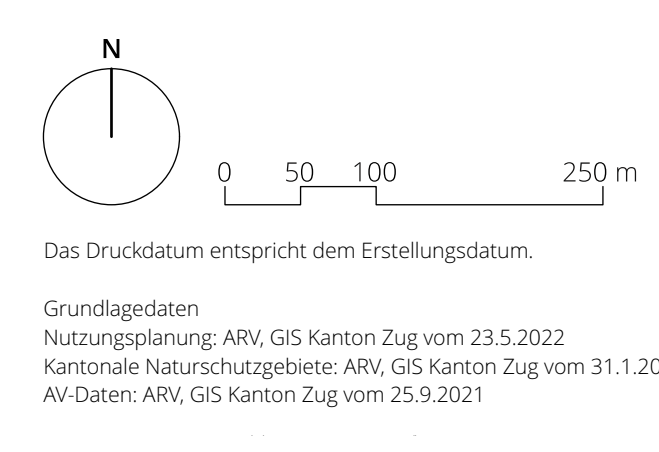 N
0 50 100 250 m
Das Druckdatum entspricht dem Erstellungsdatum.
Grundlagedaten
Nutzungsplanung: ARV, GIS Kanton Zug vom 23.5.2022
Kantonale Naturschutzgebiete: ARV, GIS Kanton Zug vom 31.1.20
AV-Daten: ARV, GIS Kanton Zug vom 25.9.2021